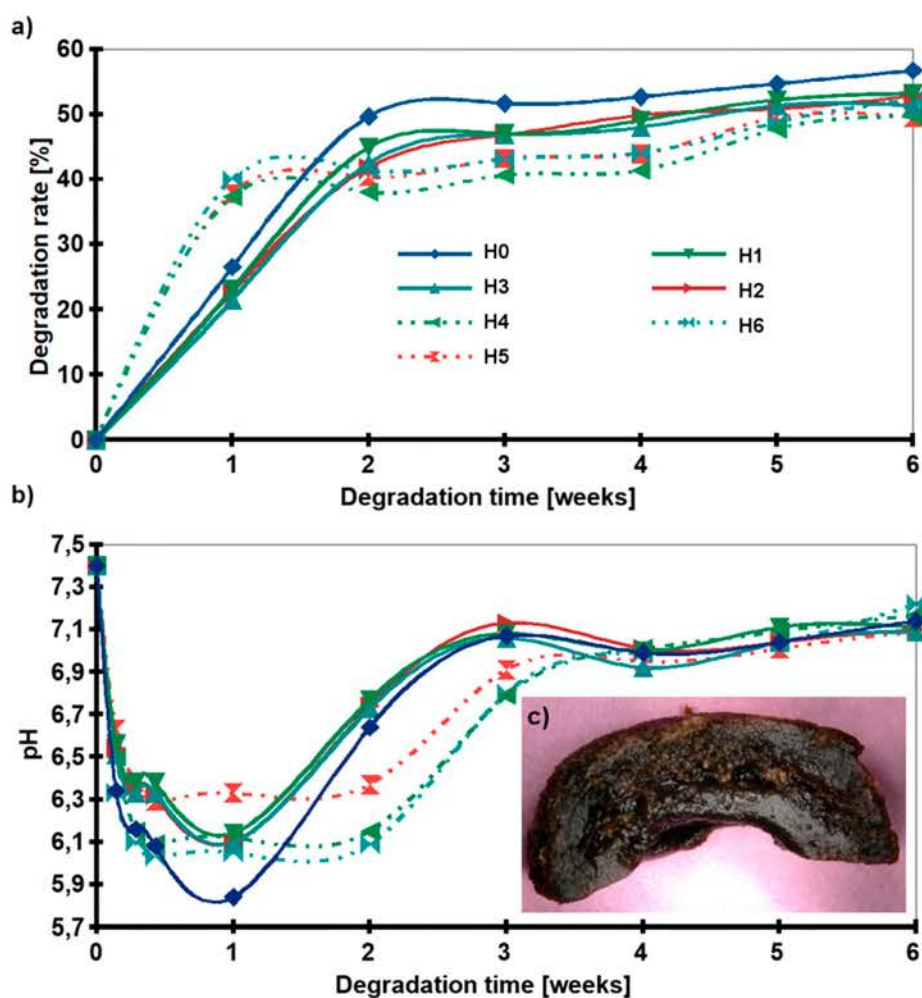 a)
60
50
40
30
20
10
0
Degradation rate [%]
H0
H1
H3
H2
H4
H6
H5
0 1 2 3 4 5 6
Degradation time [weeks]
b)
7,5
7,3
7,1
6,9
6,7
6,5
6,3
6,1
5,9
5,7
pH
c)
0 1 2 3 4 5 6
Degradation time [weeks]